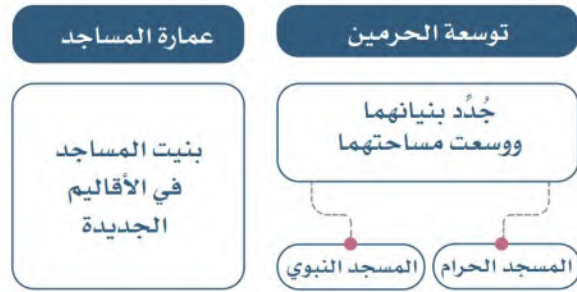 توسعة الحرمين
جُدِّد بنيانهما
ووسعت مساحتهما
المسجد الحرام
المسجد النبوي
عمارة المساجد
بنيت المساجد
في الأقاليم
الجديدة